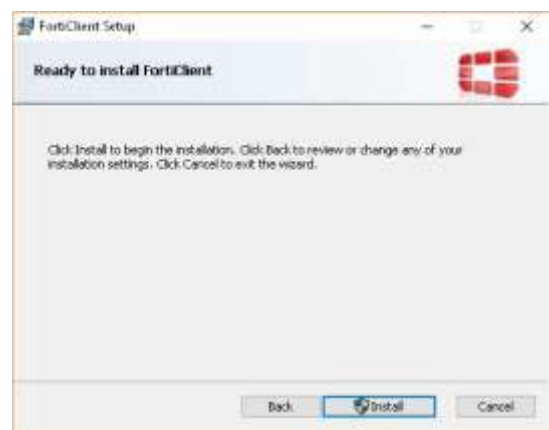 FortiClient Setup
Ready to install FortiClient
Click Install to begin the installation. Click Back to review or change any of your
installation settings. Click Cancel to exit the wizard.
Back
Install
Cancel